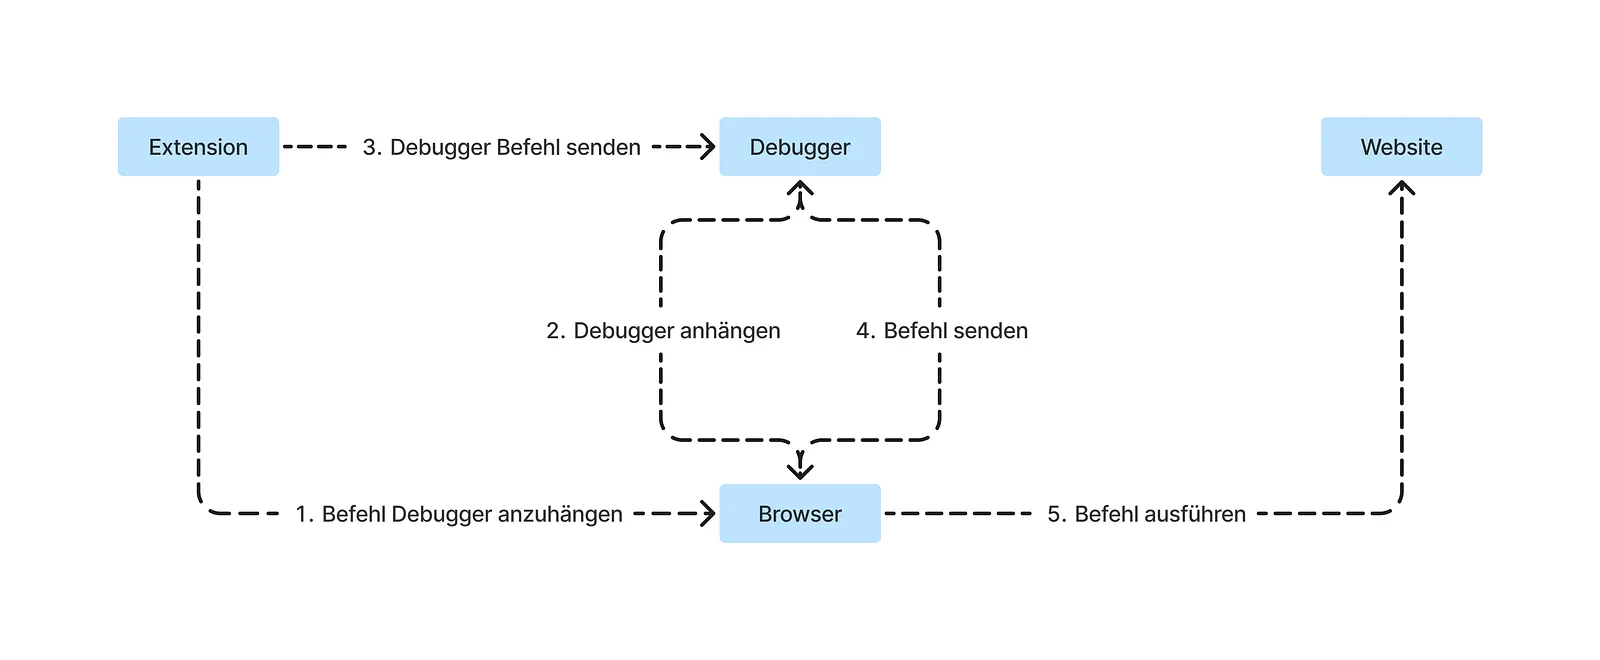 Extension
3. Debugger Befehl senden
Debugger
Website
2. Debugger anhängen
4. Befehl senden
1. Befehl Debugger anzuhängen
Browser
5. Befehl ausführen